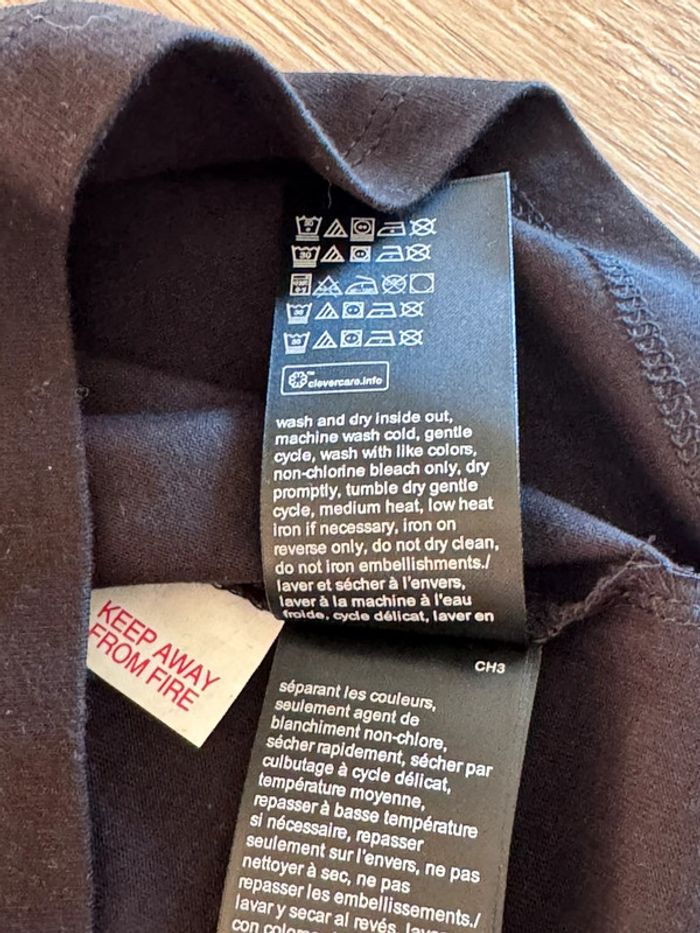 30
30
30
30
clevercare.info
wash and dry inside out,
machine wash cold, gentle
cycle, wash with like colors,
non-chlorine bleach only, dry
promptly, tumble dry gentle
cycle, medium heat, low heat
iron if necessary, iron on
reverse only, do not dry clean,
do not iron embellishments./
laver et sécher à l'envers,
laver à la machine à l'eau
froide, cycle délicat, laver en
KEEP AWAY
FROM FIRE
CH3
séparant les couleurs,
seulement agent de
blanchiment non-chlore,
sécher rapidement, sécher par
culbutage à cycle délicat,
température moyenne,
repasser à basse température
si nécessaire, repasser
seulement sur l'envers, ne pas
nettoyer à sec, ne pas
repasser les embellissements./
lavar y secar al revés,
con